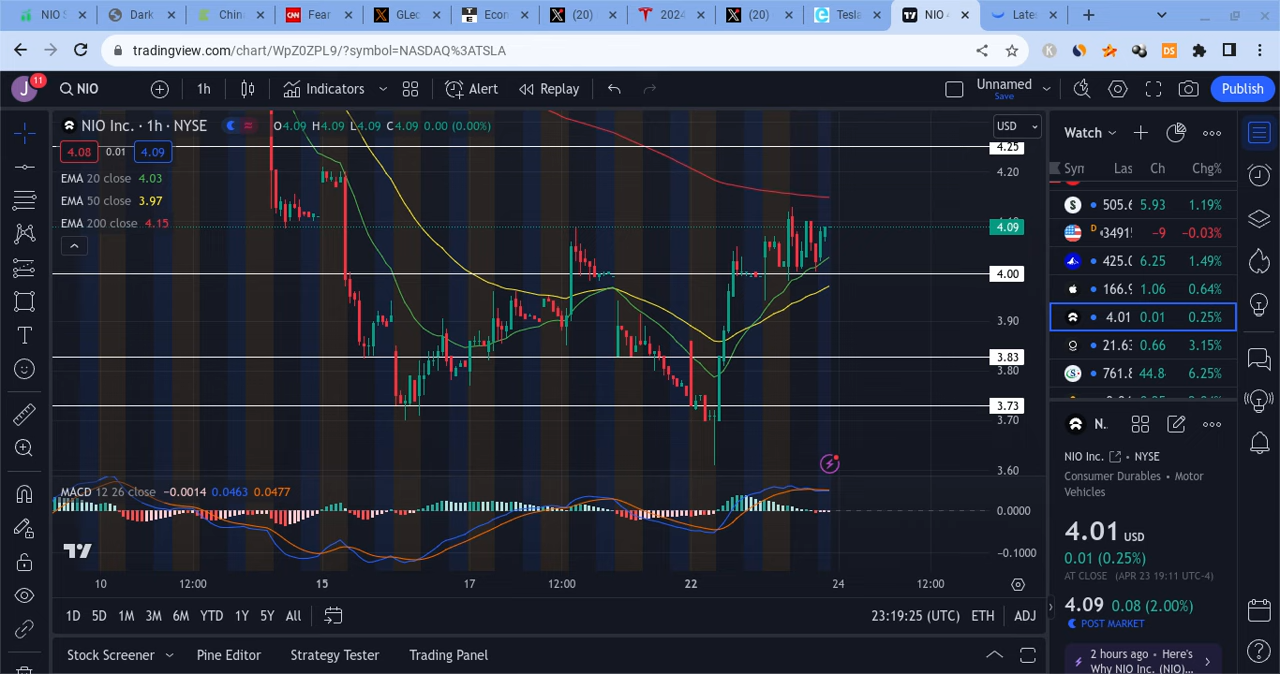 NIO S
Dark
Chin
Fear
GLec
Econ
(20)
2024
(20)
Tesla
NIO 4
Lates
tradingview.com/chart/WpZ0ZPL9/?symbol=NASDAQ%3ATSLA
K
DS
J
11
NIO
1h
Indicators
Alert
Replay
Unnamed
Save
Publish
NIO Inc. · 1h · NYSE
O4.09 H4.09 L4.09 C4.09 0.00 (0.00%)
USD
4.08
0.01
4.09
EMA 20 close 4.03
EMA 50 close 3.97
EMA 200 close 4.15
4.25
4.20
4.09
4.00
3.90
3.83
3.80
3.73
3.70
3.60
MACD 12 26 close −0.0014 0.0463 0.0477
0.0000
−0.1000
10
12:00
15
17
12:00
22
24
12:00
1D 5D 1M 3M 6M YTD 1Y 5Y All
23:19:25 (UTC)
ETH
ADJ
Stock Screener
Pine Editor
Strategy Tester
Trading Panel
Watch
Syn
Las
Ch
Chg%
505.6 5.93 1.19%
D 3491 −9 −0.03%
425.0 6.25 1.49%
166.9 1.06 0.64%
4.01 0.01 0.25%
21.6 0.66 3.15%
761.8 44.8 6.25%
N..
NIO Inc. • NYSE
Consumer Durables • Motor
Vehicles
4.01 USD
0.01 (0.25%)
AT CLOSE (APR 23 19:11 UTC-4)
4.09 0.08 (2.00%)
POST MARKET
2 hours ago • Here's
Why NIO Inc. (NIO)...